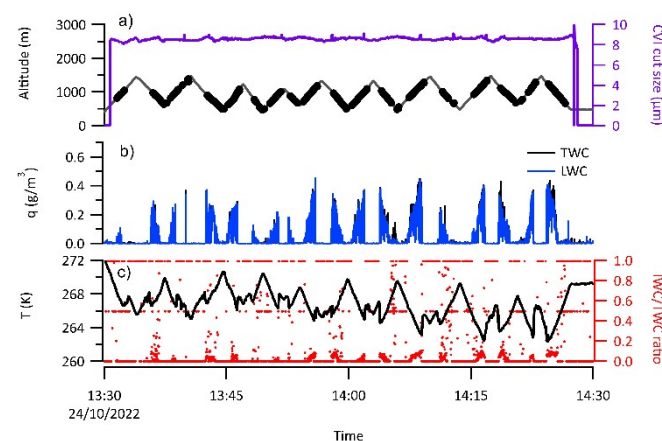 a)
3000
2000
1000
0
Altitude (m)
10
8
6
4
2
0
CVI cut size (μm)
b)
0.6
0.4
0.2
0.0
q (g/m³)
TWC
LWC
c)
272
268
264
260
T (K)
1.0
0.8
0.6
0.4
0.2
0.0
IWC/TWC ratio
13:30 13:45 14:00 14:15 14:30
24/10/2022
Time